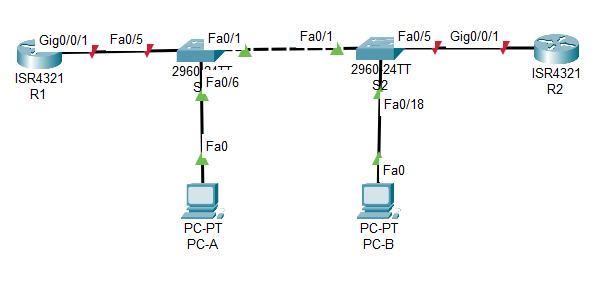 Gig0/0/1 Fa0/5 Fa0/1 Fa0/1 Fa0/5 Gig0/0/1
ISR4321
R1
2960-24TT
Fa0/6
2960-24TT
S2
Fa0/18
ISR4321
R2
Fa0
Fa0
PC-PT
PC-A
PC-PT
PC-B